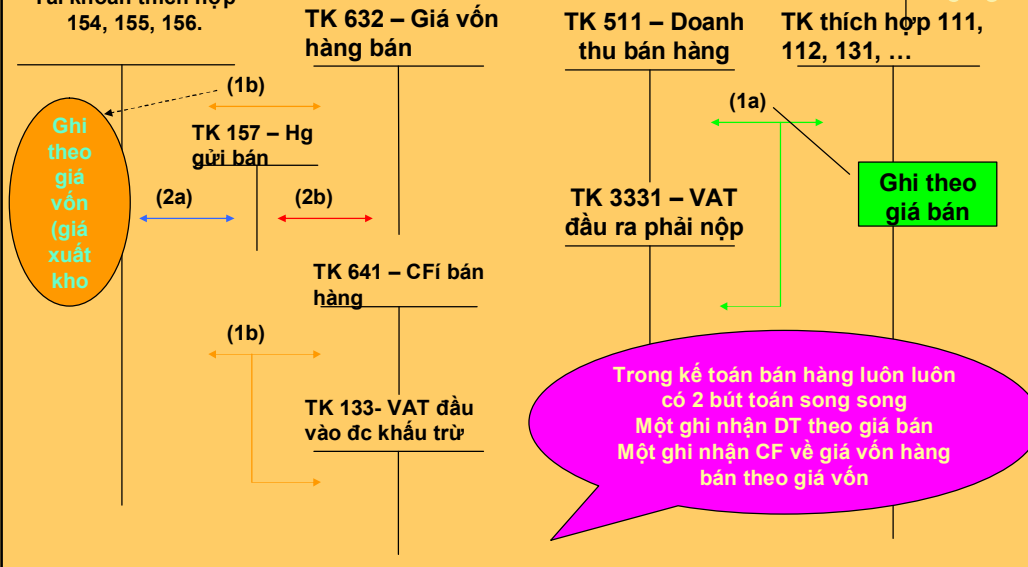 Tài khoản thích hợp
154, 155, 156.
TK 632 – Giá vốn
hàng bán
TK 511 – Doanh
thu bán hàng
TK thích hợp 111,
112, 131, …
(1b)
(1a)
Ghi
theo
giá
vốn
(giá
xuất
kho
TK 157 – Hg
gửi bán
(2a)
(2b)
TK 3331 – VAT
đầu ra phải nộp
Ghi theo
giá bán
TK 641 – CFí bán
hàng
(1b)
TK 133- VAT đầu
vào đc khấu trừ
Trong kế toán bán hàng luôn luôn
có 2 bút toán song song
Một ghi nhận DT theo giá bán
Một ghi nhận CF về giá vốn hàng
bán theo giá vốn